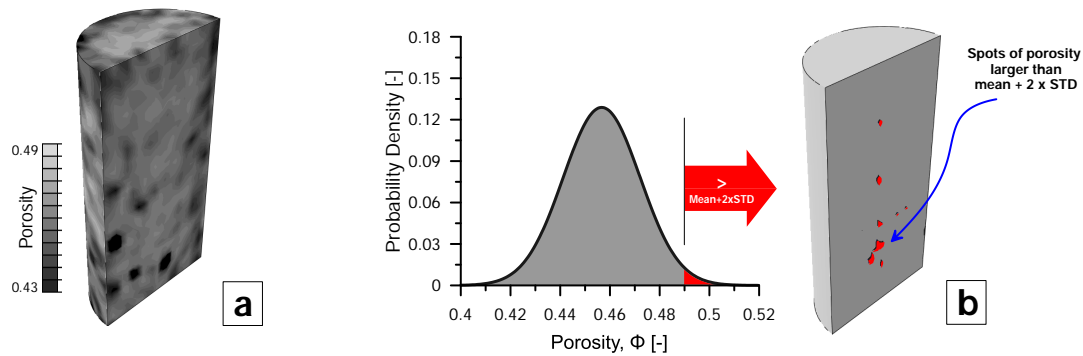 0.49
Porosity
0.43
a
0.18
0.15
0.12
0.09
0.06
0.03
0
Probability Density [-]
0.4
0.42
0.44
0.46
0.48
0.5
0.52
Porosity, Φ [-]
>
Mean+2xSTD
Spots of porosity
larger than
mean + 2 x STD
b